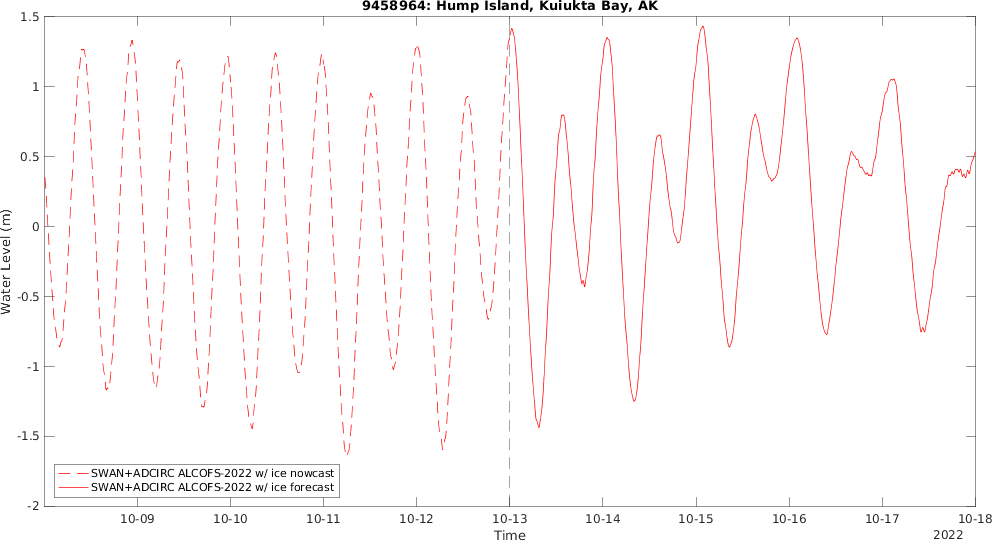 9458964: Hump Island, Kuiukta Bay, AK
1.5
1
0.5
0
-0.5
-1
-1.5
-2
Water Level (m)
SWAN+ADCIRC ALCOFS-2022 w/ ice nowcast
SWAN+ADCIRC ALCOFS-2022 w/ ice forecast
10-09 10-10 10-11 10-12 10-13 10-14 10-15 10-16 10-17 10-18
Time
2022